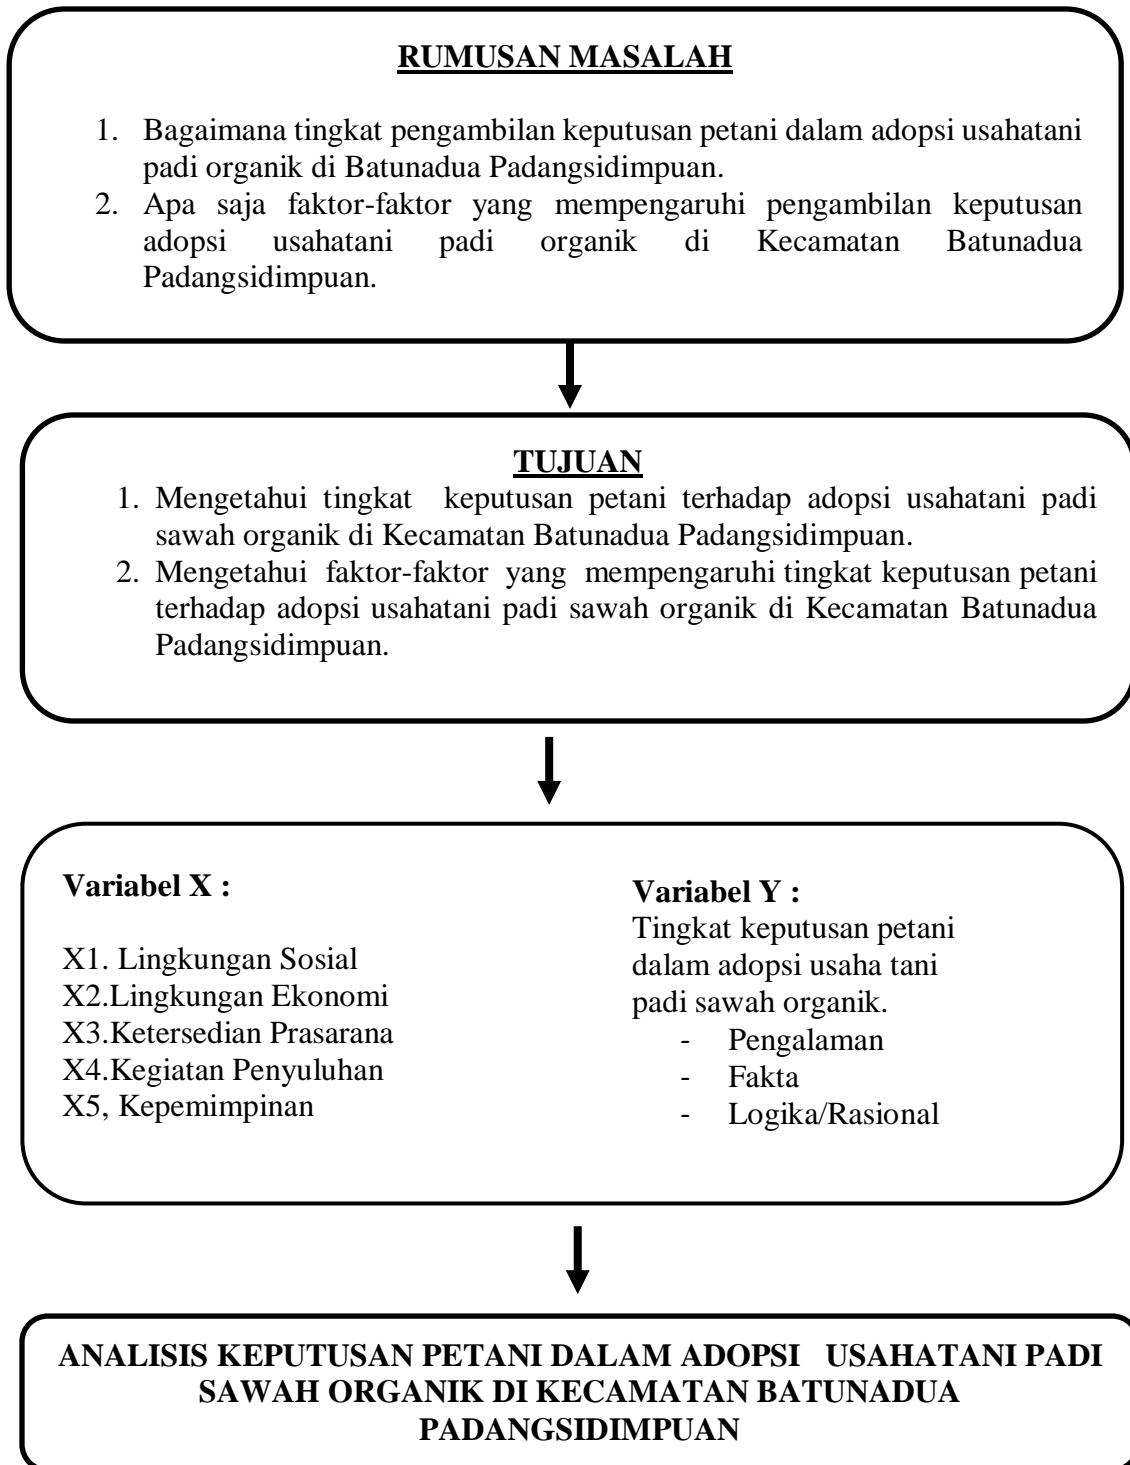 RUMUSAN MASALAH
1. Bagaimana tingkat pengambilan keputusan petani dalam adopsi usahatani
padi organik di Batunadua Padangsidimpuan.
2. Apa saja faktor-faktor yang mempengaruhi pengambilan keputusan
adopsi usahatani padi organik di Kecamatan Batunadua
Padangsidimpuan.
TUJUAN
1. Mengetahui tingkat keputusan petani terhadap adopsi usahatani padi
sawah organik di Kecamatan Batunadua Padangsidimpuan.
2. Mengetahui faktor-faktor yang mempengaruhi tingkat keputusan petani
terhadap adopsi usahatani padi sawah organik di Kecamatan Batunadua
Padangsidimpuan.
Variabel X :
X1. Lingkungan Sosial
X2.Lingkungan Ekonomi
X3.Ketersedian Prasarana
X4.Kegiatan Penyuluhan
X5, Kepemimpinan
Variabel Y :
Tingkat keputusan petani
dalam adopsi usaha tani
padi sawah organik.
- Pengalaman
- Fakta
- Logika/Rasional
ANALISIS KEPUTUSAN PETANI DALAM ADOPSI USAHATANI PADI
SAWAH ORGANIK DI KECAMATAN BATUNADUA
PADANGSIDIMPUAN